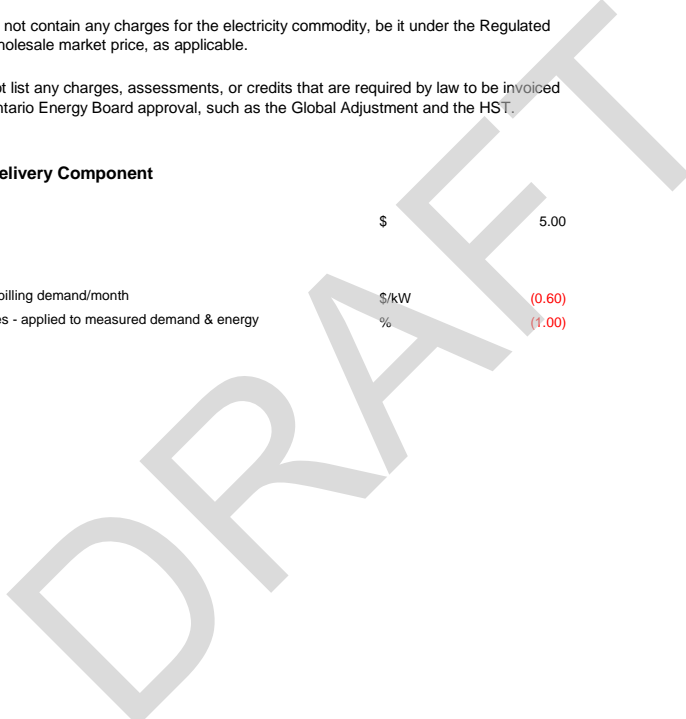 not contain any charges for the electricity commodity, be it under the Regulated
holesale market price, as applicable.
ot list any charges, assessments, or credits that are required by law to be invoiced
ntario Energy Board approval, such as the Global Adjustment and the HST.
elivery Component
$ 5.00
billing demand/month $/kW (0.60)
es - applied to measured demand & energy % (1.00)
DRAFT